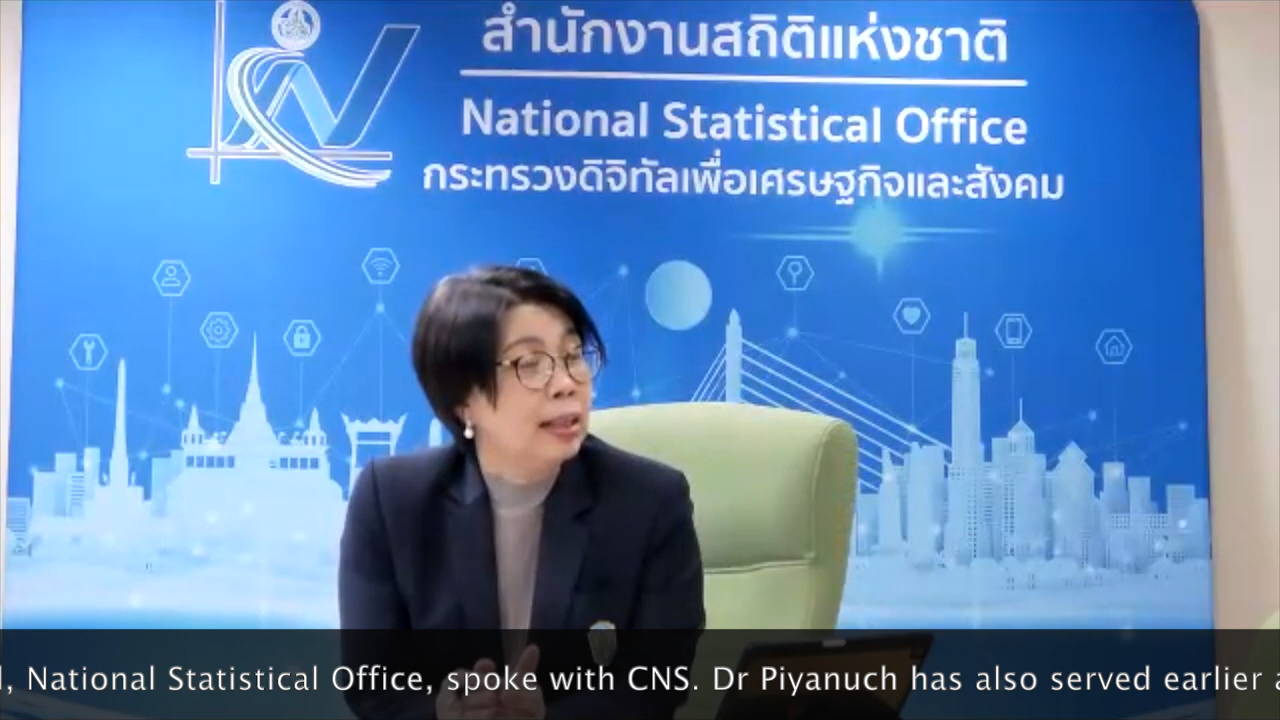 สำนักงานสถิติแห่งชาติ
National Statistical Office
กระทรวงดิจิทัลเพื่อเศรษฐกิจและสังคม
, National Statistical Office, spoke with CNS. Dr Piyanuch has also served earlier